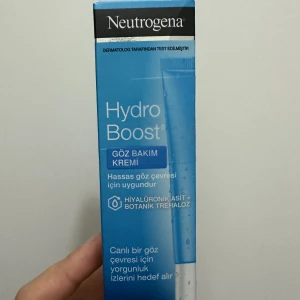 Neutrogena®
DERMATOLOG TARAFINDAN TEST EDİLMİŞTİR
Hydro
Boost®
GÖZ BAKIM
KREMİ
Hassas göz çevresi
için uygundur
HİYALÜRONİK ASİT +
BOTANİK TREHALOZ
Canlı bir göz
çevresi için
yorgunluk
izlerini hedef alır